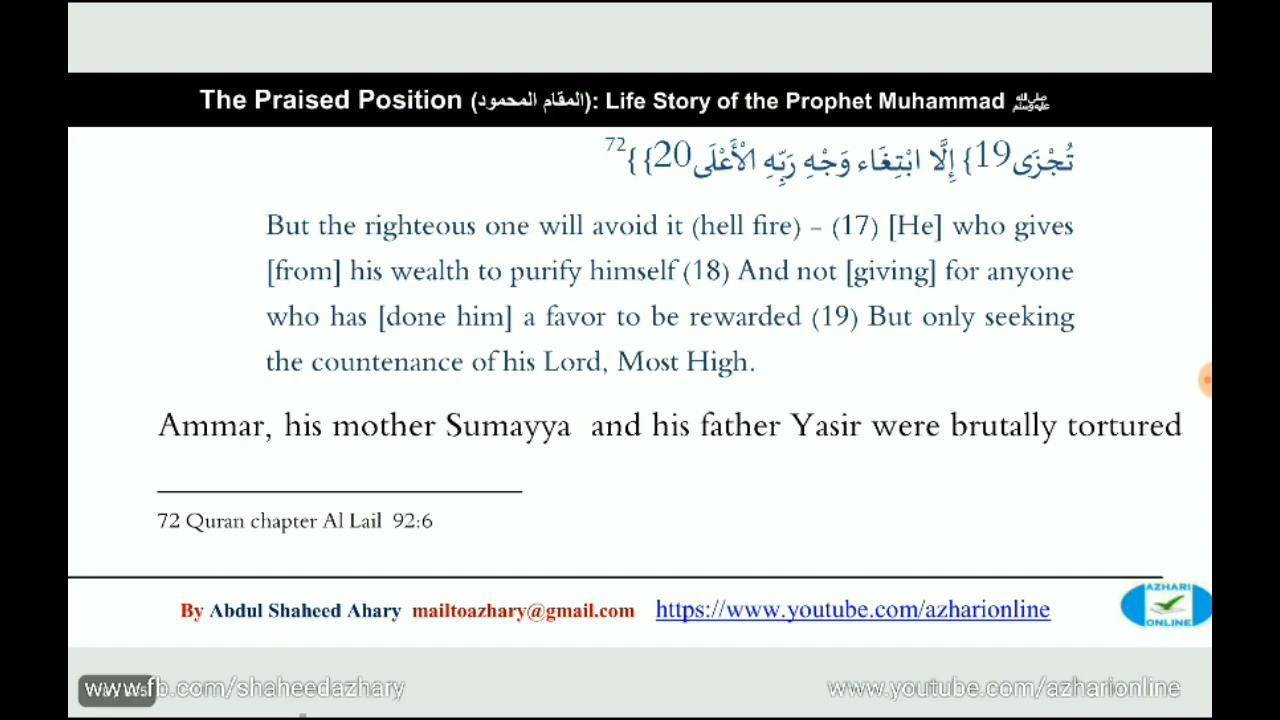 The Praised Position (المقام المحمود): Life Story of the Prophet Muhammad ﷺ
تُجْزَى19} إِلَّا ابْتِغَاء وَجْهِ رَبِّهِ الْأَعْلَى20} }72
But the righteous one will avoid it (hell fire) – (17) [He] who gives
[from] his wealth to purify himself (18) And not [giving] for anyone
who has [done him] a favor to be rewarded (19) But only seeking
the countenance of his Lord, Most High.
Ammar, his mother Sumayya and his father Yasir were brutally tortured
72 Quran chapter Al Lail 92:6
By Abdul Shaheed Ahary mailtoazhary@gmail.com https://www.youtube.com/azharionline
AZHARI
ONLINE
www.fb.com/shaheedazhary
www.youtube.com/azharionline